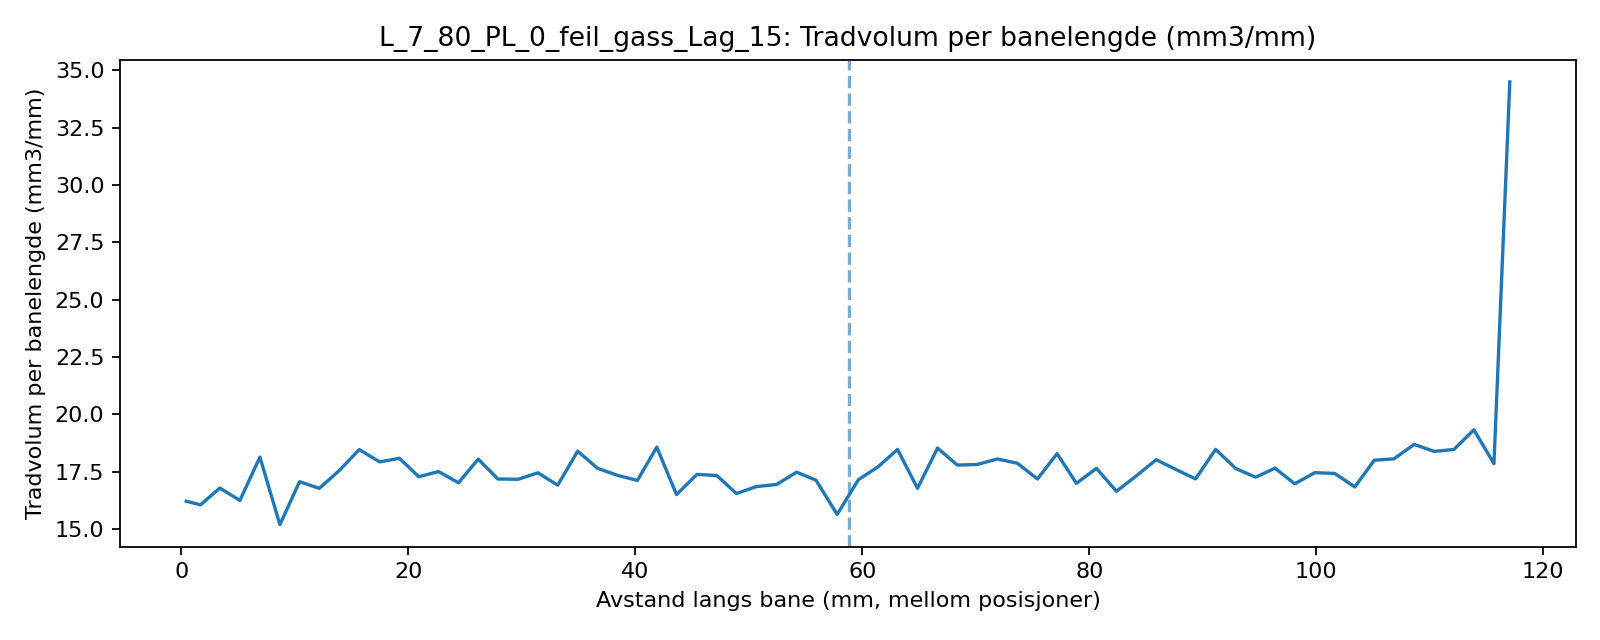 L_7_80_PL_0_feil_gass_Lag_15: Tradvolum per banelengde (mm3/mm)
Tradvolum per banelengde (mm3/mm)
35.0
32.5
30.0
27.5
25.0
22.5
20.0
17.5
15.0
0 20 40 60 80 100 120
Avstand langs bane (mm, mellom posisjoner)